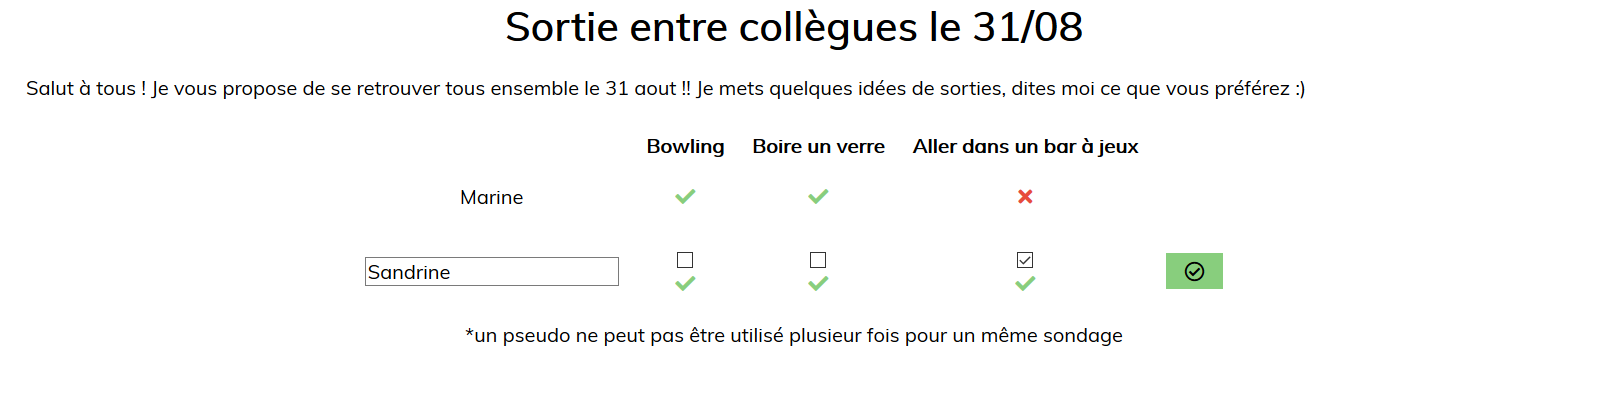 Sortie entre collègues le 31/08
Salut à tous ! Je vous propose de se retrouver tous ensemble le 31 aout !! Je mets quelques idées de sorties, dites moi ce que vous préférez :)
Bowling Boire un verre Aller dans un bar à jeux
Marine
Sandrine
*un pseudo ne peut pas être utilisé plusieur fois pour un même sondage